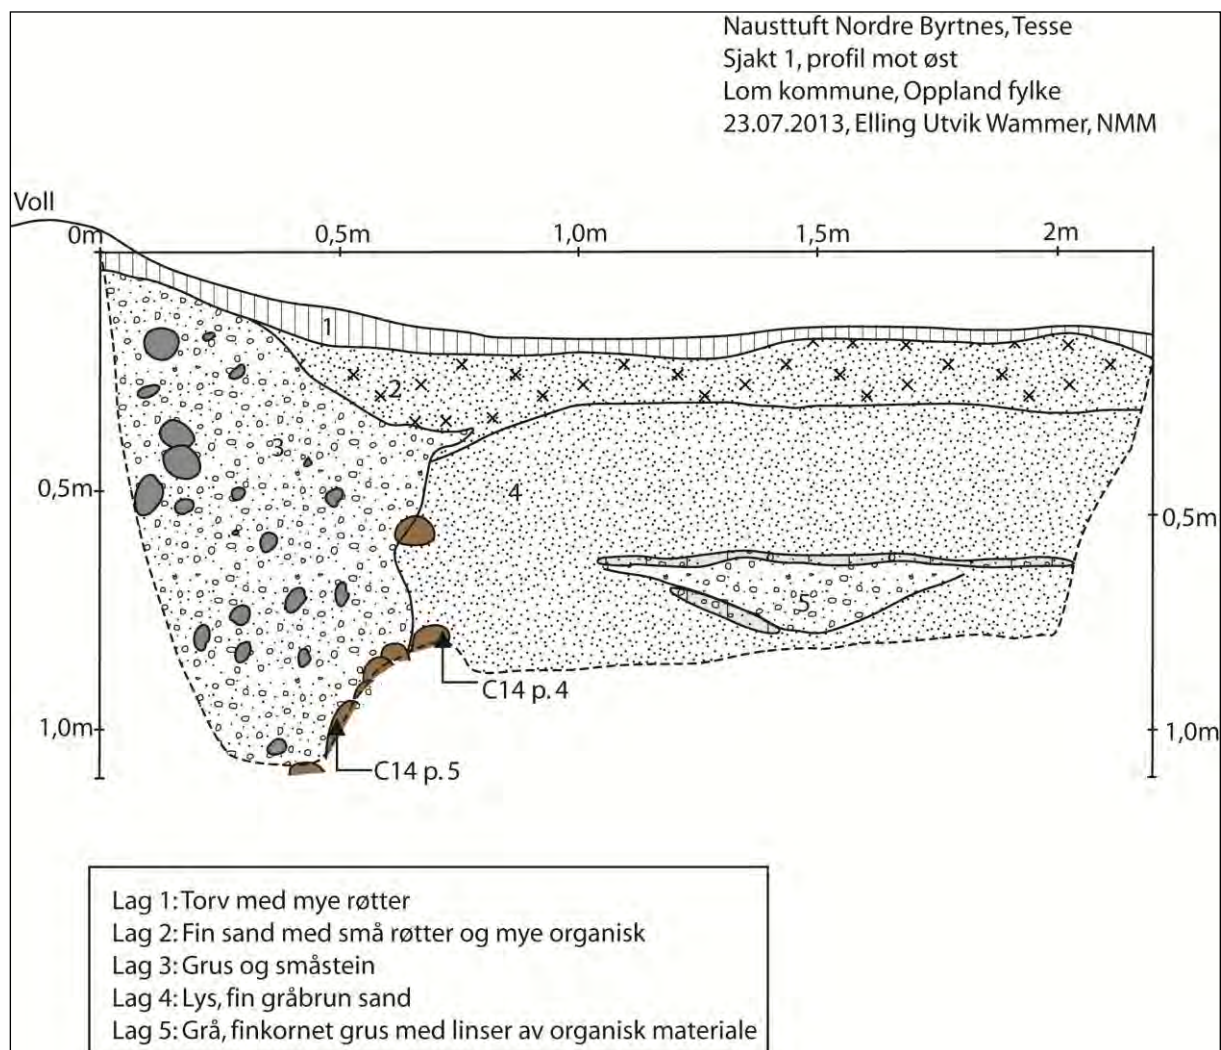 Nausttuft Nordre Byrtnes, Tesse
Sjakt 1, profil mot øst
Lom kommune, Oppland fylke
23.07.2013, Elling Utvik Wammer, NMM
Voll
0m 0,5m 1,0m 1,5m 2m
1
2
3
0,5m 4 0,5m
5
C14 p. 4
1,0m 1,0m
C14 p. 5
Lag 1: Torv med mye røtter
Lag 2: Fin sand med små røtter og mye organisk
Lag 3: Grus og småstein
Lag 4: Lys, fin gråbrun sand
Lag 5: Grå, finkornet grus med linser av organisk materiale